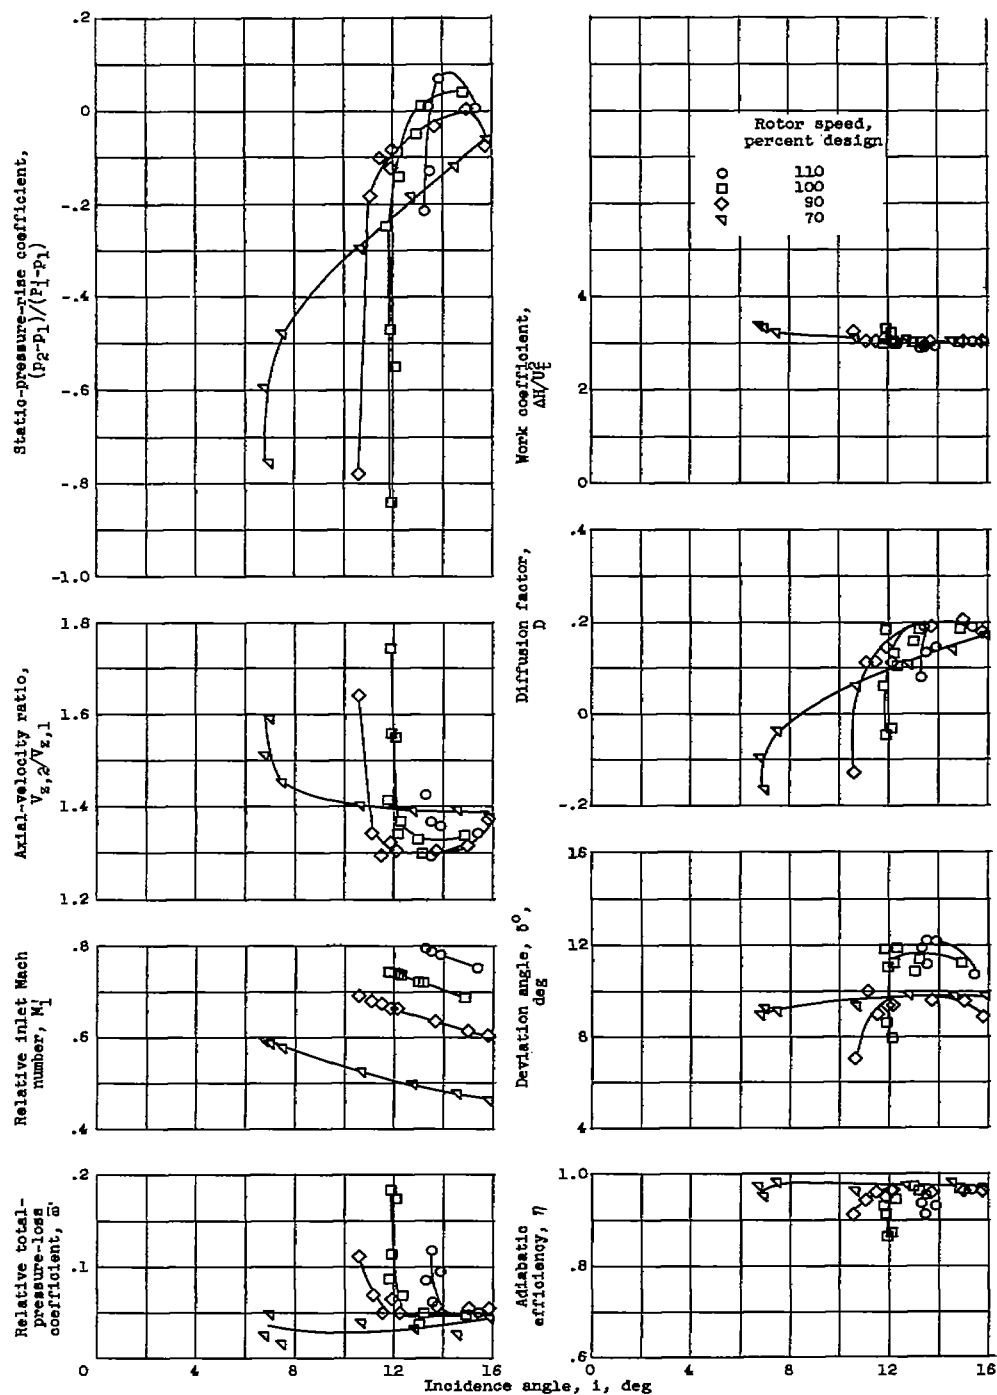 .2
0
-.2
-.4
-.6
-.8
-1.0
Static-pressure-rise coefficient,
(p2-p1)/(P1'-p1)
1.8
1.6
1.4
1.2
Axial-velocity ratio,
Vz,2/Vz,1
.8
.6
.4
Relative inlet Mach
number, M1'
.2
.1
Relative total-
pressure-loss
coefficient, ω̄'
0
4
8
12
16
Rotor speed,
percent design
110
100
90
70
4
2
0
Work coefficient,
ΔH/Ut²
.4
.2
0
-.2
Diffusion factor,
D
16
12
8
4
Deviation angle, δ°,
deg
1.0
.8
.6
Adiabatic
efficiency, η
0
4
8
12
16
Incidence angle, i, deg